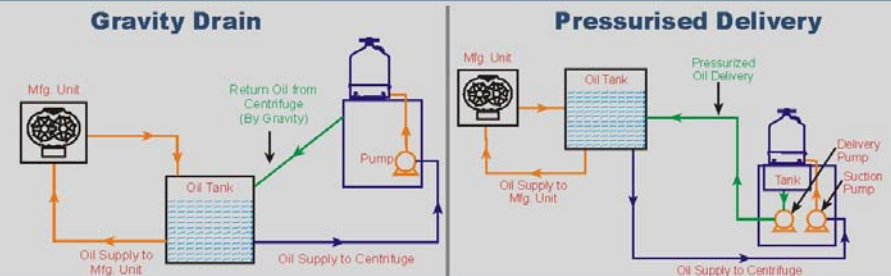 Gravity Drain
Mfg. Unit
Return Oil from
Centrifuge
(By Gravity)
Pump
Oil Tank
Oil Supply to
Mfg. Unit
Oil Supply to Centrifuge
Pressurised Delivery
Mfg. Unit
Oil Tank
Pressurized
Oil Delivery
Delivery
Pump
Tank
Suction
Pump
Oil Supply to
Mfg. Unit
Oil Supply to Centrifuge